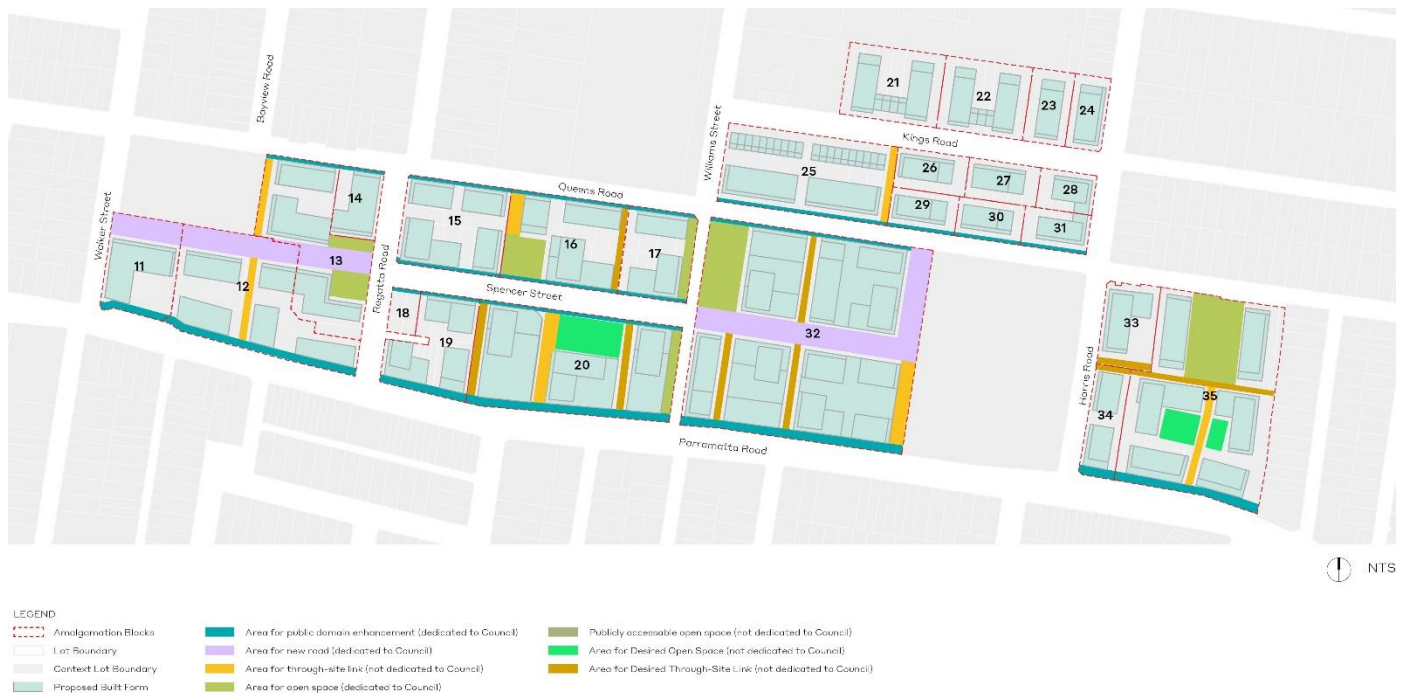 21
22
23
24
Kings Road
Bayview Road
Williams Street
25
26
27
28
29
30
31
Queens Road
Walker Street
14
15
16
17
11
12
13
Regatta Road
Spencer Street
18
19
20
32
33
34
35
Harris Road
Parramatta Road
NTS
LEGEND
Amalgamation Blocks
Lot Boundary
Context Lot Boundary
Proposed Built Form
Area for public domain enhancement (dedicated to Council)
Area for new road (dedicated to Council)
Area for through-site link (not dedicated to Council)
Area for open space (dedicated to Council)
Publicly accessable open space (not dedicated to Council)
Area for Desired Open Space (not dedicated to Council)
Area for Desired Through-Site Link (not dedicated to Council)